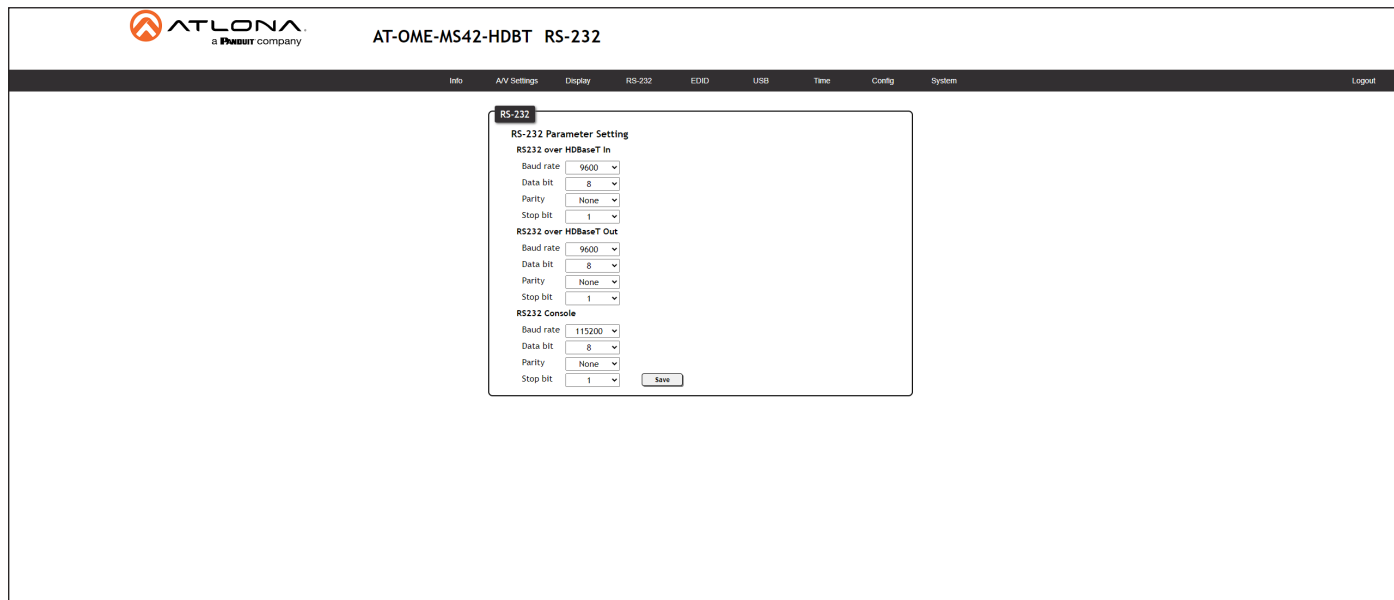 ATLONA.
a PANDUIT company
AT-OME-MS42-HDBT RS-232
Info A/V Settings Display RS-232 EDID USB Time Config System Logout
RS-232
RS-232 Parameter Setting
RS232 over HDBaseT In
Baud rate 9600
Data bit 8
Parity None
Stop bit 1
RS232 over HDBaseT Out
Baud rate 9600
Data bit 8
Parity None
Stop bit 1
RS232 Console
Baud rate 115200
Data bit 8
Parity None
Stop bit 1 Save